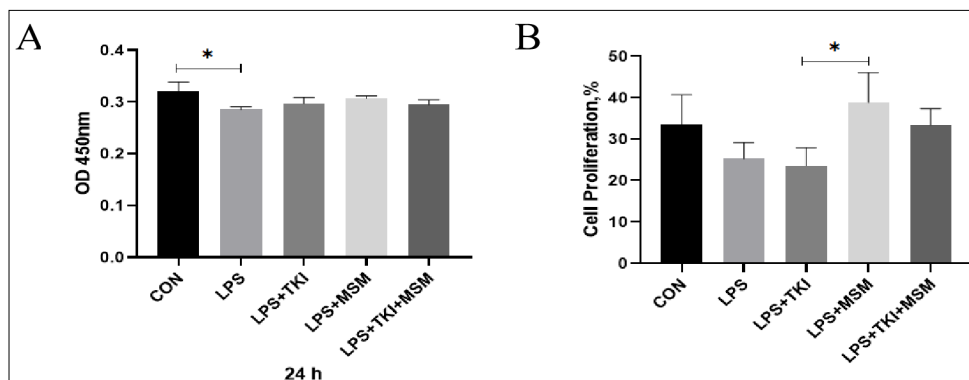 A
OD 450nm
0.4
0.3
0.2
0.1
0.0
*
CON
LPS
LPS+TKI
LPS+MSM
LPS+TKI+MSM
24 h
B
Cell Proliferation,%
50
40
30
20
10
0
*
CON
LPS
LPS+TKI
LPS+MSM
LPS+TKI+MSM